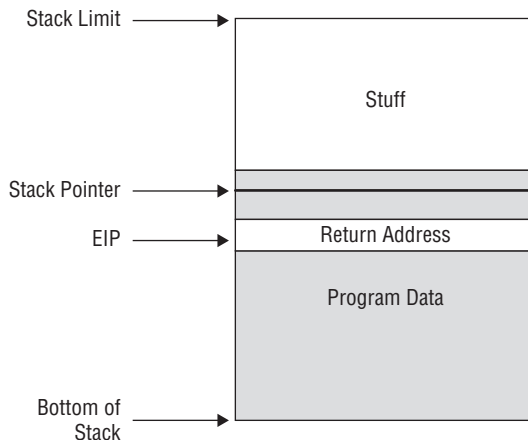 Stack Limit
Stuff
Stack Pointer
EIP
Return Address
Program Data
Bottom of
Stack